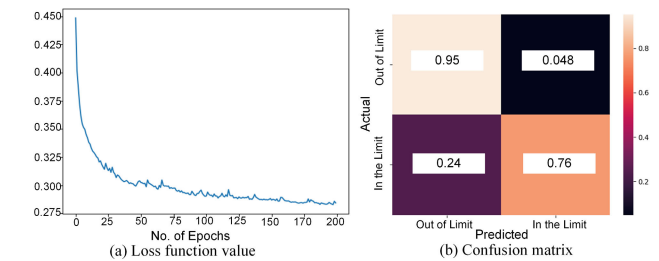 0.450
0.425
0.400
0.375
0.350
0.325
0.300
0.275
0 25 50 75 100 125 150 175 200
No. of Epochs
(a) Loss function value
Actual
Out of Limit
In the Limit
0.95 0.048
0.24 0.76
Out of Limit In the Limit
Predicted
0.8
0.6
0.4
0.2
(b) Confusion matrix